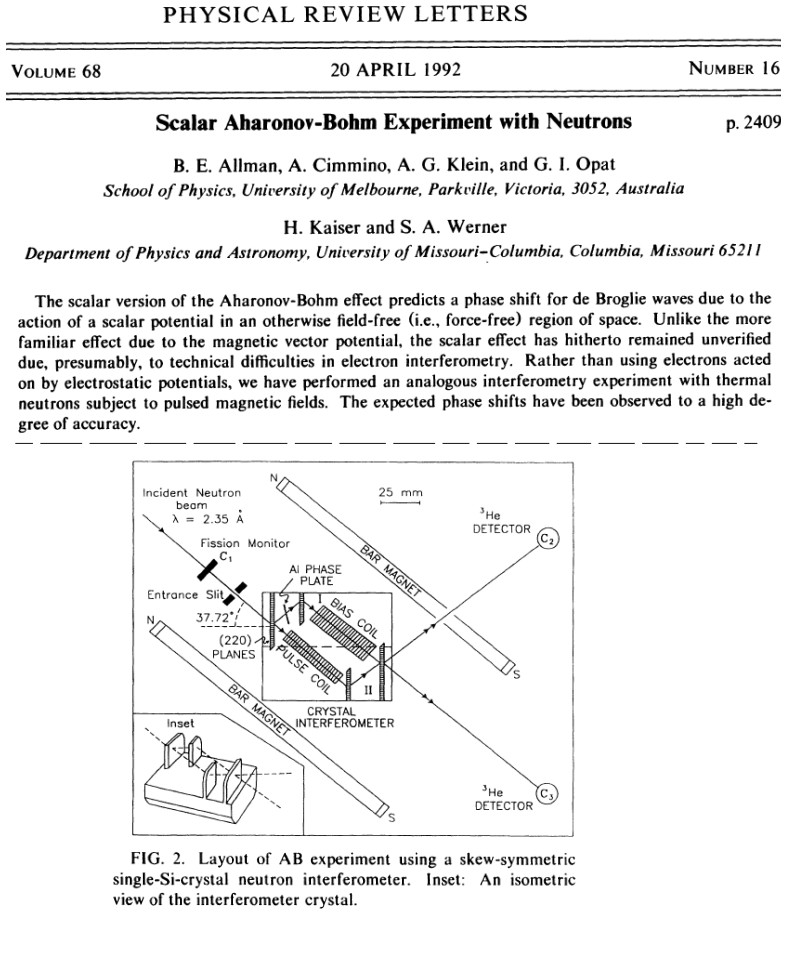 PHYSICAL REVIEW LETTERS
VOLUME 68 20 APRIL 1992 NUMBER 16
Scalar Aharonov-Bohm Experiment with Neutrons p. 2409
B. E. Allman, A. Cimmino, A. G. Klein, and G. I. Opat
School of Physics, University of Melbourne, Parkville, Victoria, 3052, Australia
H. Kaiser and S. A. Werner
Department of Physics and Astronomy, University of Missouri-Columbia, Columbia, Missouri 65211
The scalar version of the Aharonov-Bohm effect predicts a phase shift for de Broglie waves due to the
action of a scalar potential in an otherwise field-free (i.e., force-free) region of space. Unlike the more
familiar effect due to the magnetic vector potential, the scalar effect has hitherto remained unverified
due, presumably, to technical difficulties in electron interferometry. Rather than using electrons acted
on by electrostatic potentials, we have performed an analogous interferometry experiment with thermal
neutrons subject to pulsed magnetic fields. The expected phase shifts have been observed to a high de-
gree of accuracy.
N
Incident Neutron
beam
λ = 2.35 Å
25 mm
³He
DETECTOR
C₂
Fission Monitor
C₁
BAR MAGNET
Al PHASE
PLATE
Entrance Slit
I
BIAS COIL
N
37.72°
(220)
PLANES
PULSE COIL
II
S
BAR MAGNET
CRYSTAL
INTERFEROMETER
Inset
³He
DETECTOR
C₃
S
FIG. 2. Layout of AB experiment using a skew-symmetric
single-Si-crystal neutron interferometer. Inset: An isometric
view of the interferometer crystal.